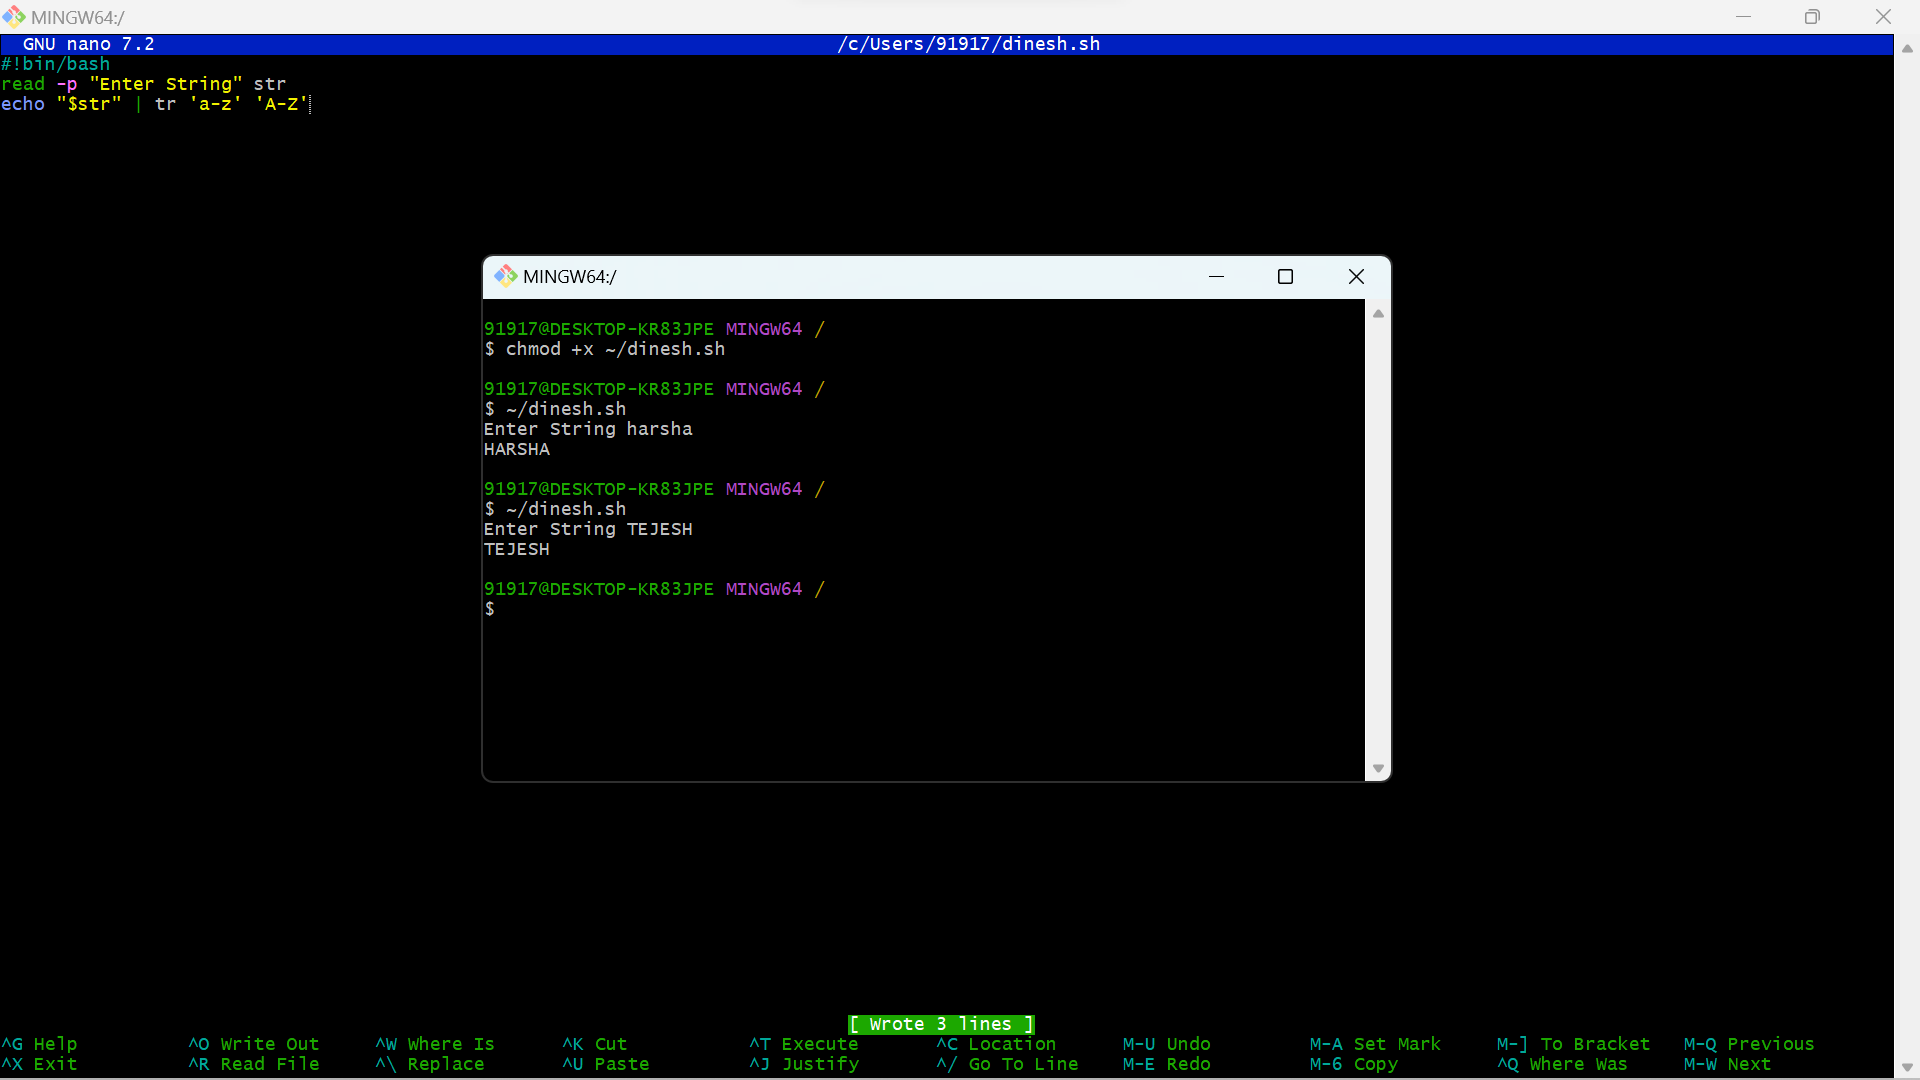 MINGW64:/
GNU nano 7.2 /c/Users/91917/dinesh.sh
#!bin/bash
read -p "Enter String" str
echo "$str" | tr 'a-z' 'A-Z'
MINGW64:/
91917@DESKTOP-KR83JPE MINGW64 /
$ chmod +x ~/dinesh.sh
91917@DESKTOP-KR83JPE MINGW64 /
$ ~/dinesh.sh
Enter String harsha
HARSHA
91917@DESKTOP-KR83JPE MINGW64 /
$ ~/dinesh.sh
Enter String TEJESH
TEJESH
91917@DESKTOP-KR83JPE MINGW64 /
$
[ Wrote 3 lines ]
^G Help ^O Write Out ^W Where Is ^K Cut ^T Execute ^C Location M-U Undo M-A Set Mark M-] To Bracket M-Q Previous
^X Exit ^R Read File ^\ Replace ^U Paste ^J Justify ^/ Go To Line M-E Redo M-6 Copy ^Q Where Was M-W Next